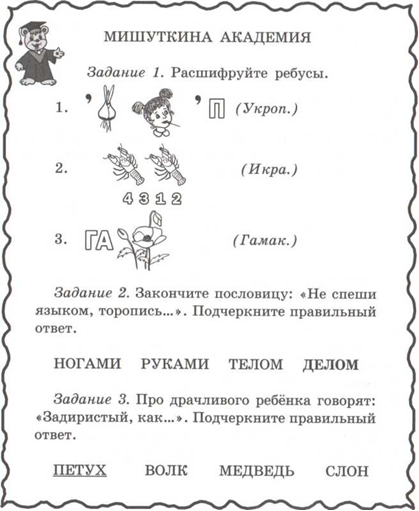 МИШУТКИНА АКАДЕМИЯ
Задание 1. Расшифруйте ребусы.
1. ’ ’ П (Укроп.)
2. (Икра.)
4 3 1 2
3. ГА (Гамак.)
Задание 2. Закончите пословицу: «Не спеши
языком, торопись...». Подчеркните правильный
ответ.
НОГАМИ РУКАМИ ТЕЛОМ ДЕЛОМ
Задание 3. Про драчливого ребёнка говорят:
«Задиристый, как...». Подчеркните правильный
ответ.
ПЕТУХ ВОЛК МЕДВЕДЬ СЛОН